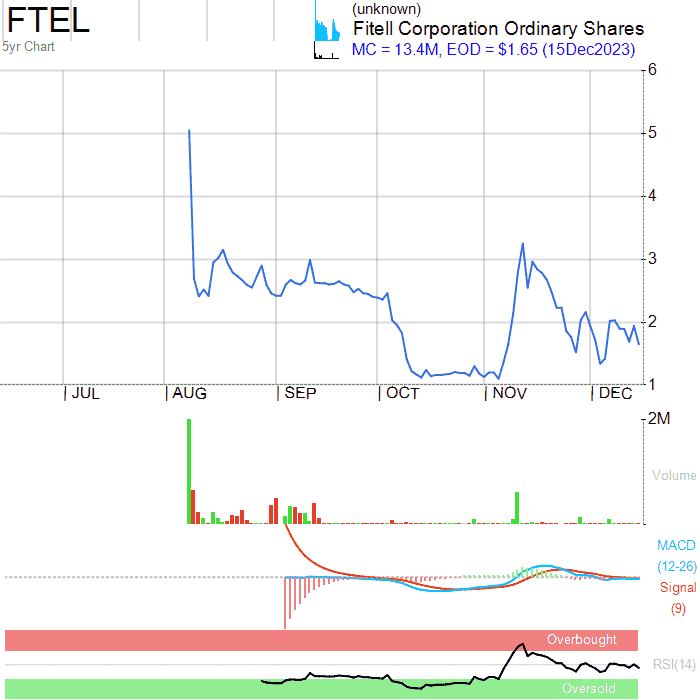 FTEL
5yr Chart
(unknown)
Fitell Corporation Ordinary Shares
MC = 13.4M, EOD = $1.65 (15Dec2023)
6
5
4
3
2
1
JUL
AUG
SEP
OCT
NOV
DEC
2M
Volume
MACD
(12-26)
Signal
(9)
Overbought
RSI(14)
Oversold